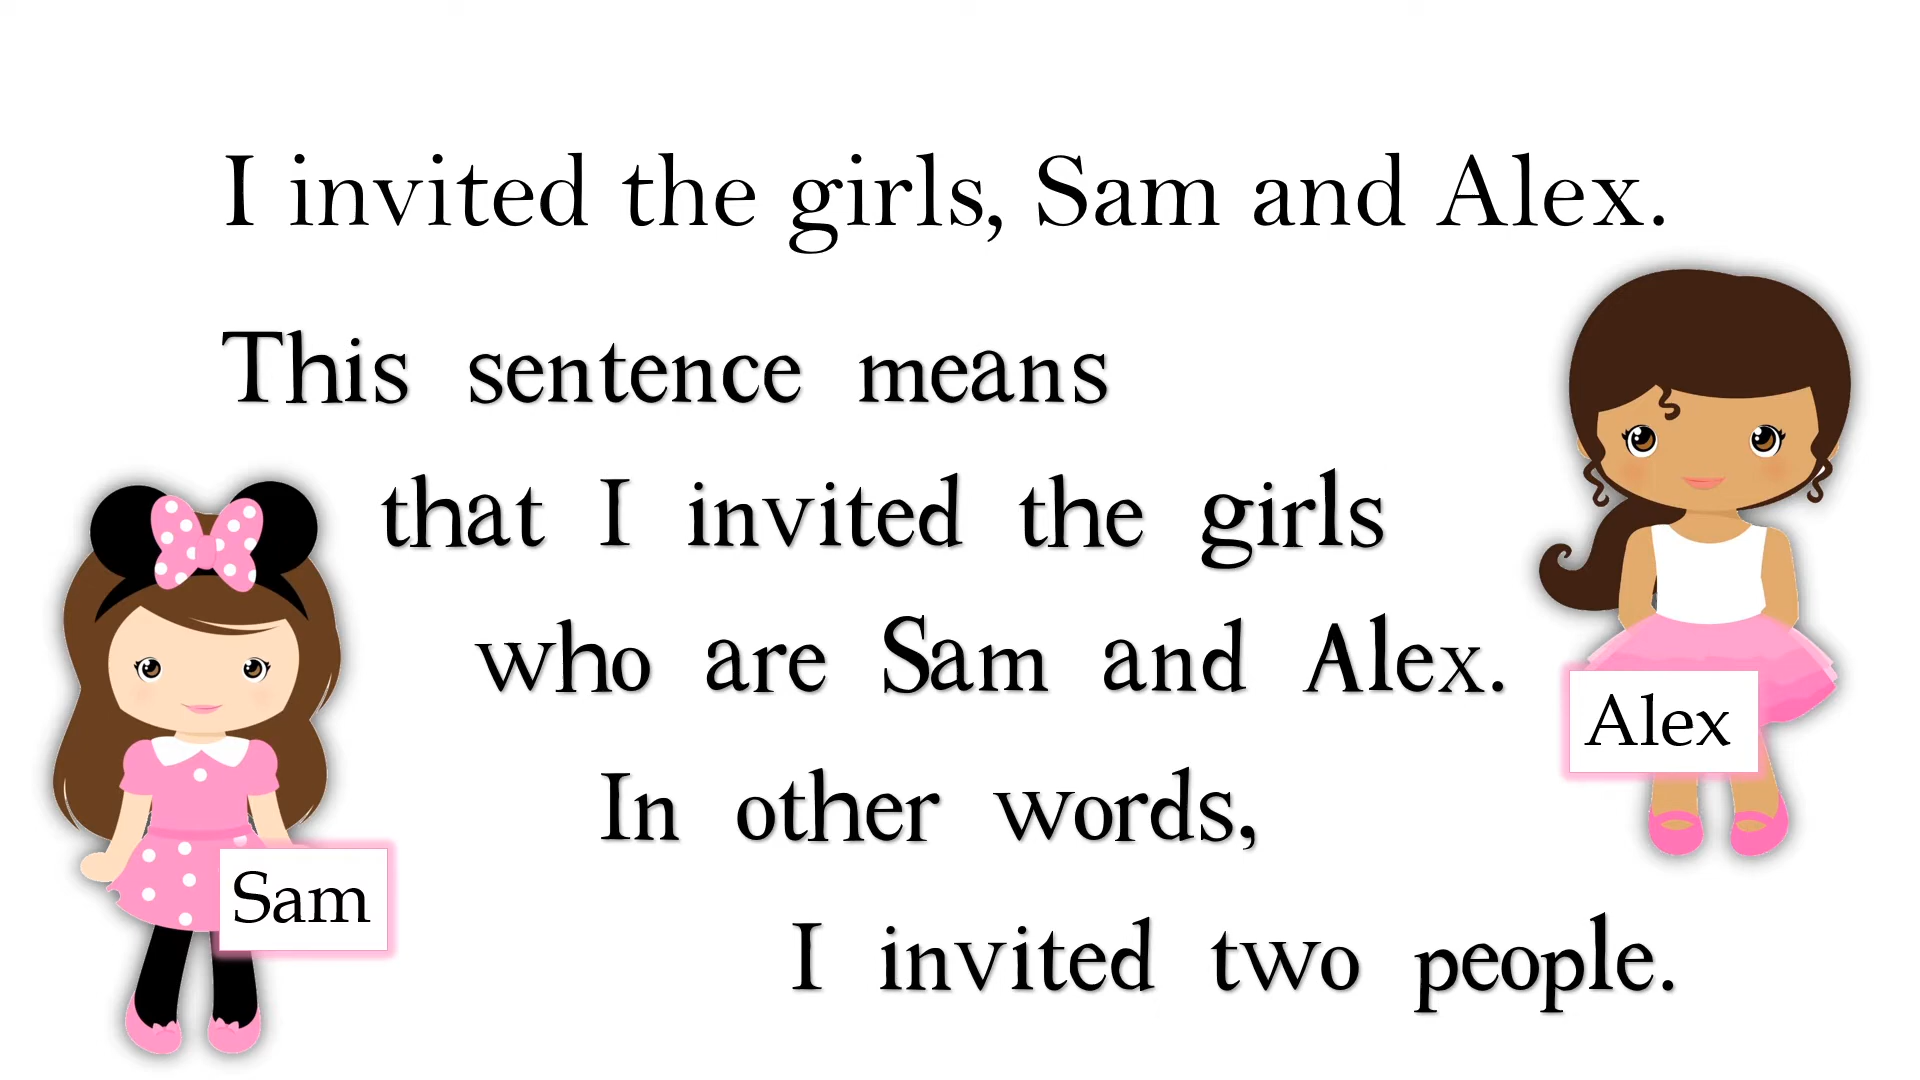 I invited the girls, Sam and Alex.
This sentence means
that I invited the girls
who are Sam and Alex.
In other words,
I invited two people.
Sam
Alex